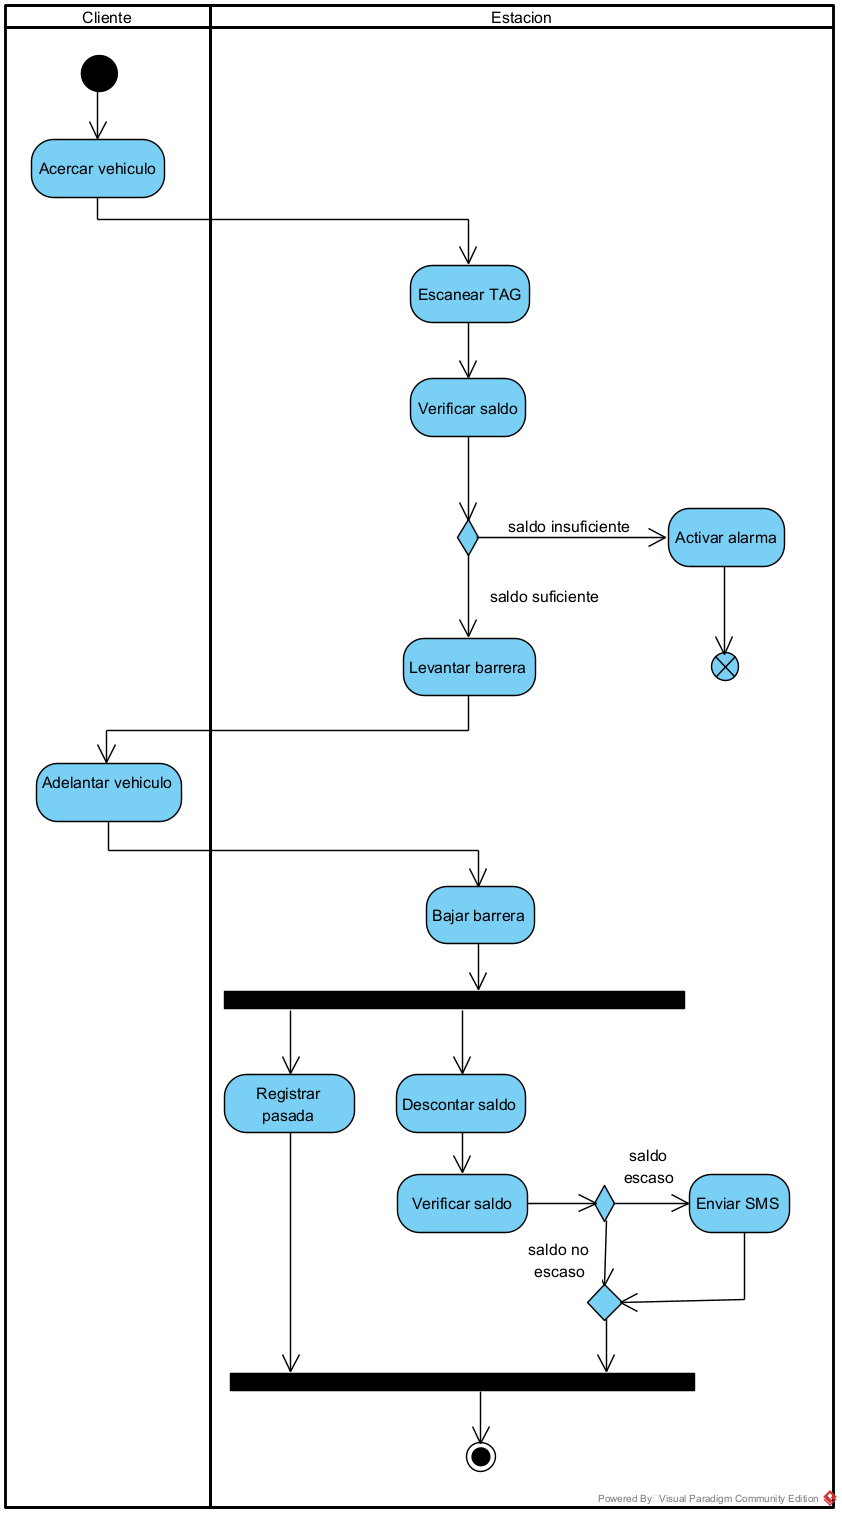 Cliente
Estacion
Acercar vehiculo
Escanear TAG
Verificar saldo
saldo insuficiente
Activar alarma
saldo suficiente
Levantar barrera
Adelantar vehiculo
Bajar barrera
Registrar
pasada
Descontar saldo
saldo
escaso
Verificar saldo
Enviar SMS
saldo no
escaso
Powered By Visual Paradigm Community Edition